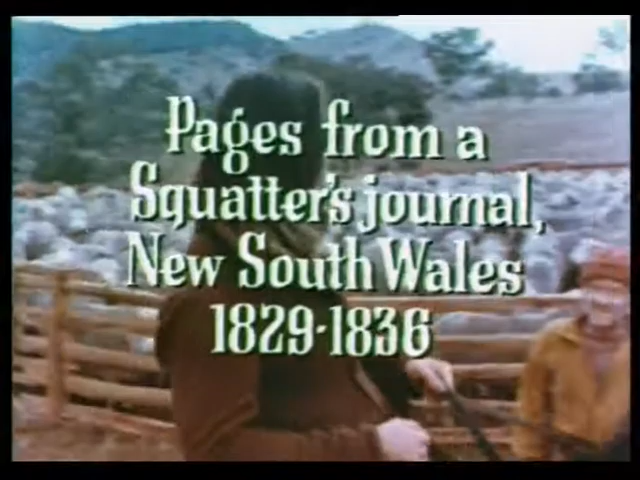 Pages from a
Squatter's journal,
New South Wales
1829-1836